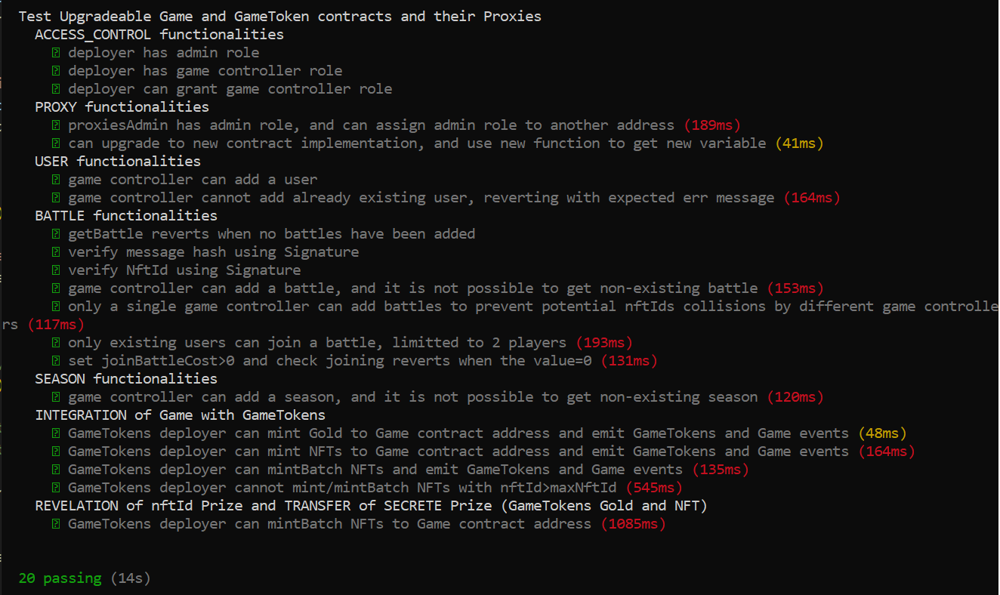 Test Upgradeable Game and GameToken contracts and their Proxies
ACCESS_CONTROL functionalities
deployer has admin role
deployer has game controller role
deployer can grant game controller role
PROXY functionalities
proxiesAdmin has admin role, and can assign admin role to another address (189ms)
can upgrade to new contract implementation, and use new function to get new variable (41ms)
USER functionalities
game controller can add a user
game controller cannot add already existing user, reverting with expected err message (164ms)
BATTLE functionalities
getBattle reverts when no battles have been added
verify message hash using Signature
verify NftId using Signature
game controller can add a battle, and it is not possible to get non-existing battle (153ms)
only a single game controller can add battles to prevent potential nftIds collisions by different game controlle
rs (117ms)
only existing users can join a battle, limitted to 2 players (193ms)
set joinBattleCost>0 and check joining reverts when the value=0 (131ms)
SEASON functionalities
game controller can add a season, and it is not possible to get non-existing season (120ms)
INTEGRATION of Game with GameTokens
GameTokens deployer can mint Gold to Game contract address and emit GameTokens and Game events (48ms)
GameTokens deployer can mint NFTs to Game contract address and emit GameTokens and Game events (164ms)
GameTokens deployer can mintBatch NFTs and emit GameTokens and Game events (135ms)
GameTokens deployer cannot mint/mintBatch NFTs with nftId>maxNftId (545ms)
REVELATION of nftId Prize and TRANSFER of SECRETE Prize (GameTokens Gold and NFT)
GameTokens deployer can mintBatch NFTs to Game contract address (1085ms)
20 passing (14s)